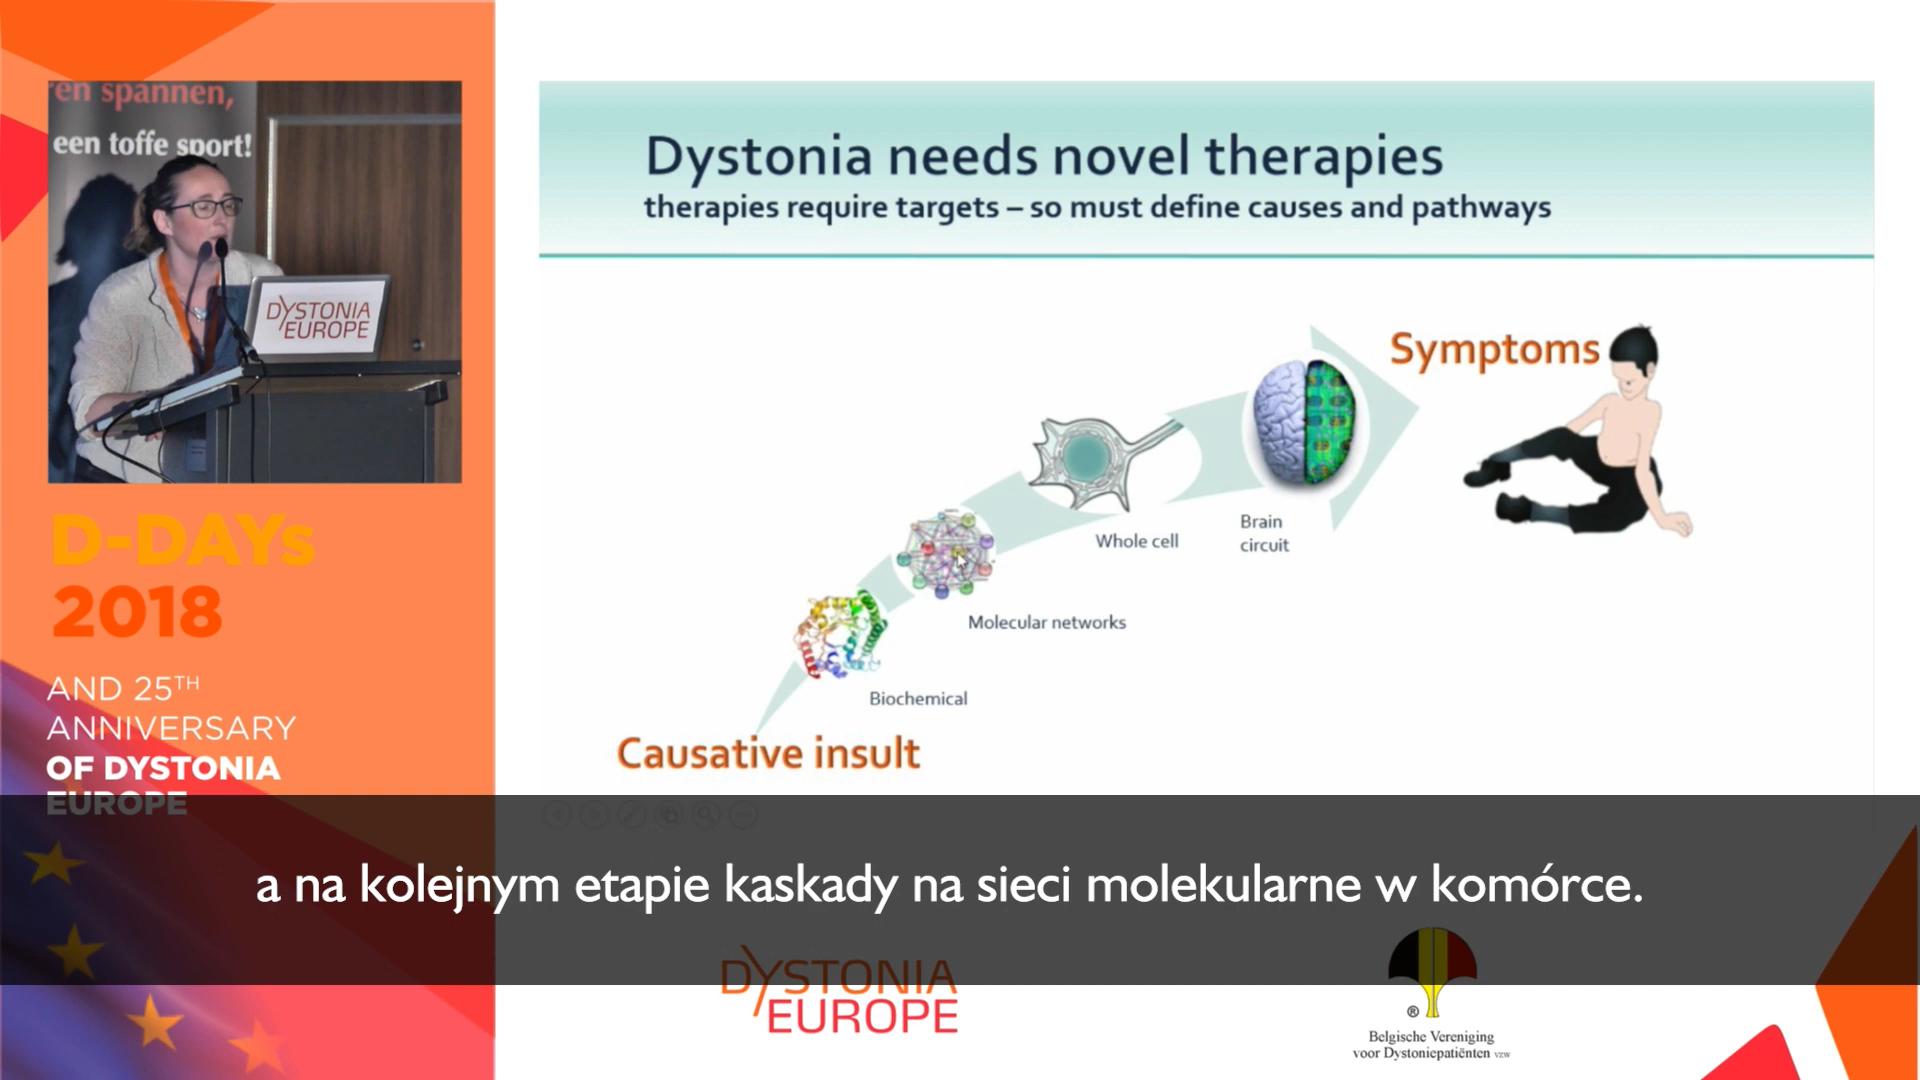 en spannen,
een toffe sport!
DYSTONIA
EUROPE
D-DAYs
2018
AND 25TH
ANNIVERSARY
OF DYSTONIA
EUROPE
Dystonia needs novel therapies
therapies require targets – so must define causes and pathways
Symptoms
Brain
circuit
Whole cell
Molecular networks
Biochemical
Causative insult
a na kolejnym etapie kaskady na sieci molekularne w komórce.
DYSTONIA
EUROPE
®
Belgische Vereniging
voor Dystoniepatiënten vzw